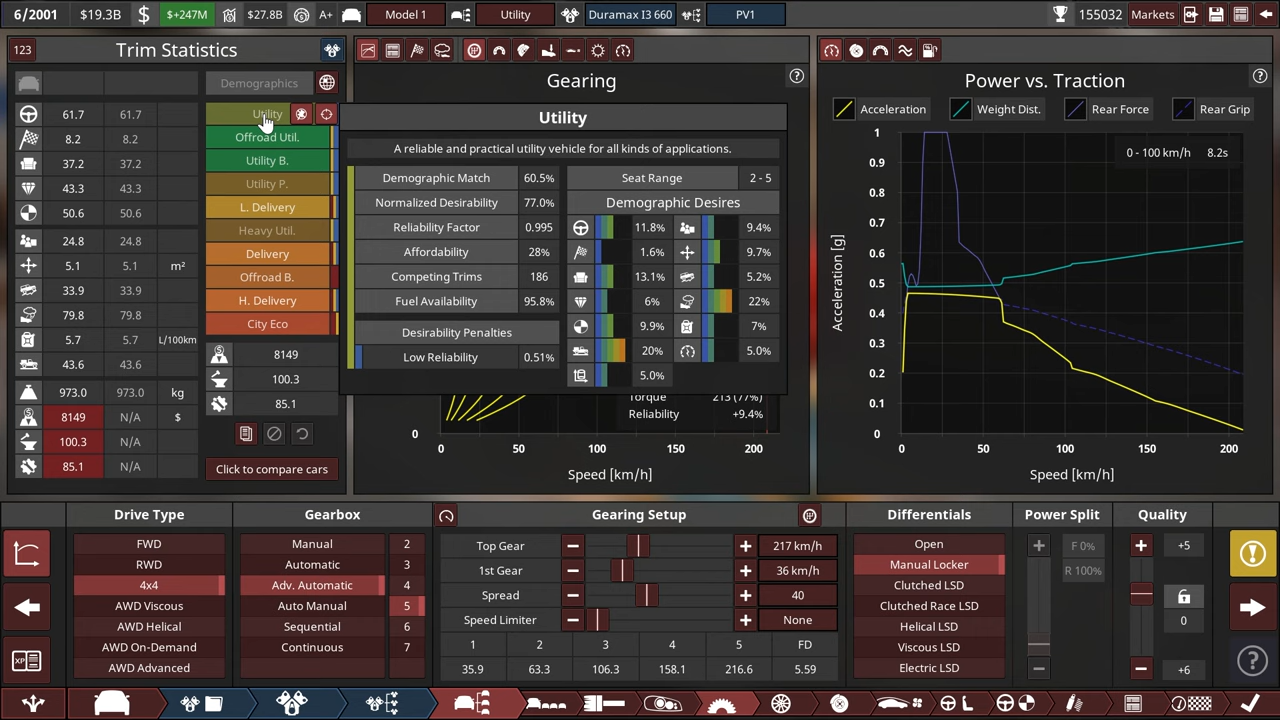 6/2001 $19.3B $ $+247M $27.8B A+ Model 1 Utility Duramax I3 660 PV1 155032 Markets
123 Trim Statistics
Demographics
61.7 61.7
8.2 8.2
37.2 37.2
43.3 43.3
50.6 50.6
24.8 24.8
5.1 5.1 m²
33.9 33.9
79.8 79.8
5.7 5.7 L/100km
43.6 43.6
973.0 973.0 kg
8149 N/A $
100.3 N/A
85.1 N/A
Utility
Offroad Util.
Utility B.
Utility P.
L. Delivery
Heavy Util.
Delivery
Offroad B.
H. Delivery
City Eco
8149
100.3
85.1
Click to compare cars
Gearing ?
Utility
A reliable and practical utility vehicle for all kinds of applications.
Demographic Match 60.5%
Normalized Desirability 77.0%
Reliability Factor 0.995
Affordability 28%
Competing Trims 186
Fuel Availability 95.8%
Desirability Penalties
Low Reliability 0.51%
Seat Range 2 - 5
Demographic Desires
11.8% 9.4%
1.6% 9.7%
13.1% 5.2%
6% 22%
9.9% 7%
20% 5.0%
5.0%
Torque 213 (77%)
Reliability +9.4%
0
0 50 100 150 200
Speed [km/h]
Power vs. Traction ?
Acceleration Weight Dist. Rear Force Rear Grip
0 - 100 km/h 8.2s
Acceleration [g]
1
0.9
0.8
0.7
0.6
0.5
0.4
0.3
0.2
0.1
0
0 50 100 150 200
Speed [km/h]
Drive Type
FWD
RWD
4x4
AWD Viscous
AWD Helical
AWD On-Demand
AWD Advanced
Gearbox
Manual 2
Automatic 3
Adv. Automatic 4
Auto Manual 5
Sequential 6
Continuous 7
Gearing Setup
Top Gear − + 217 km/h
1st Gear − + 36 km/h
Spread − + 40
Speed Limiter − + None
1 2 3 4 5 FD
35.9 63.3 106.3 158.1 216.6 5.59
Differentials
Open
Manual Locker
Clutched LSD
Clutched Race LSD
Helical LSD
Viscous LSD
Electric LSD
Power Split
+ F 0%
R 100%
−
Quality
+ +5
0
− +6
XP
!
?